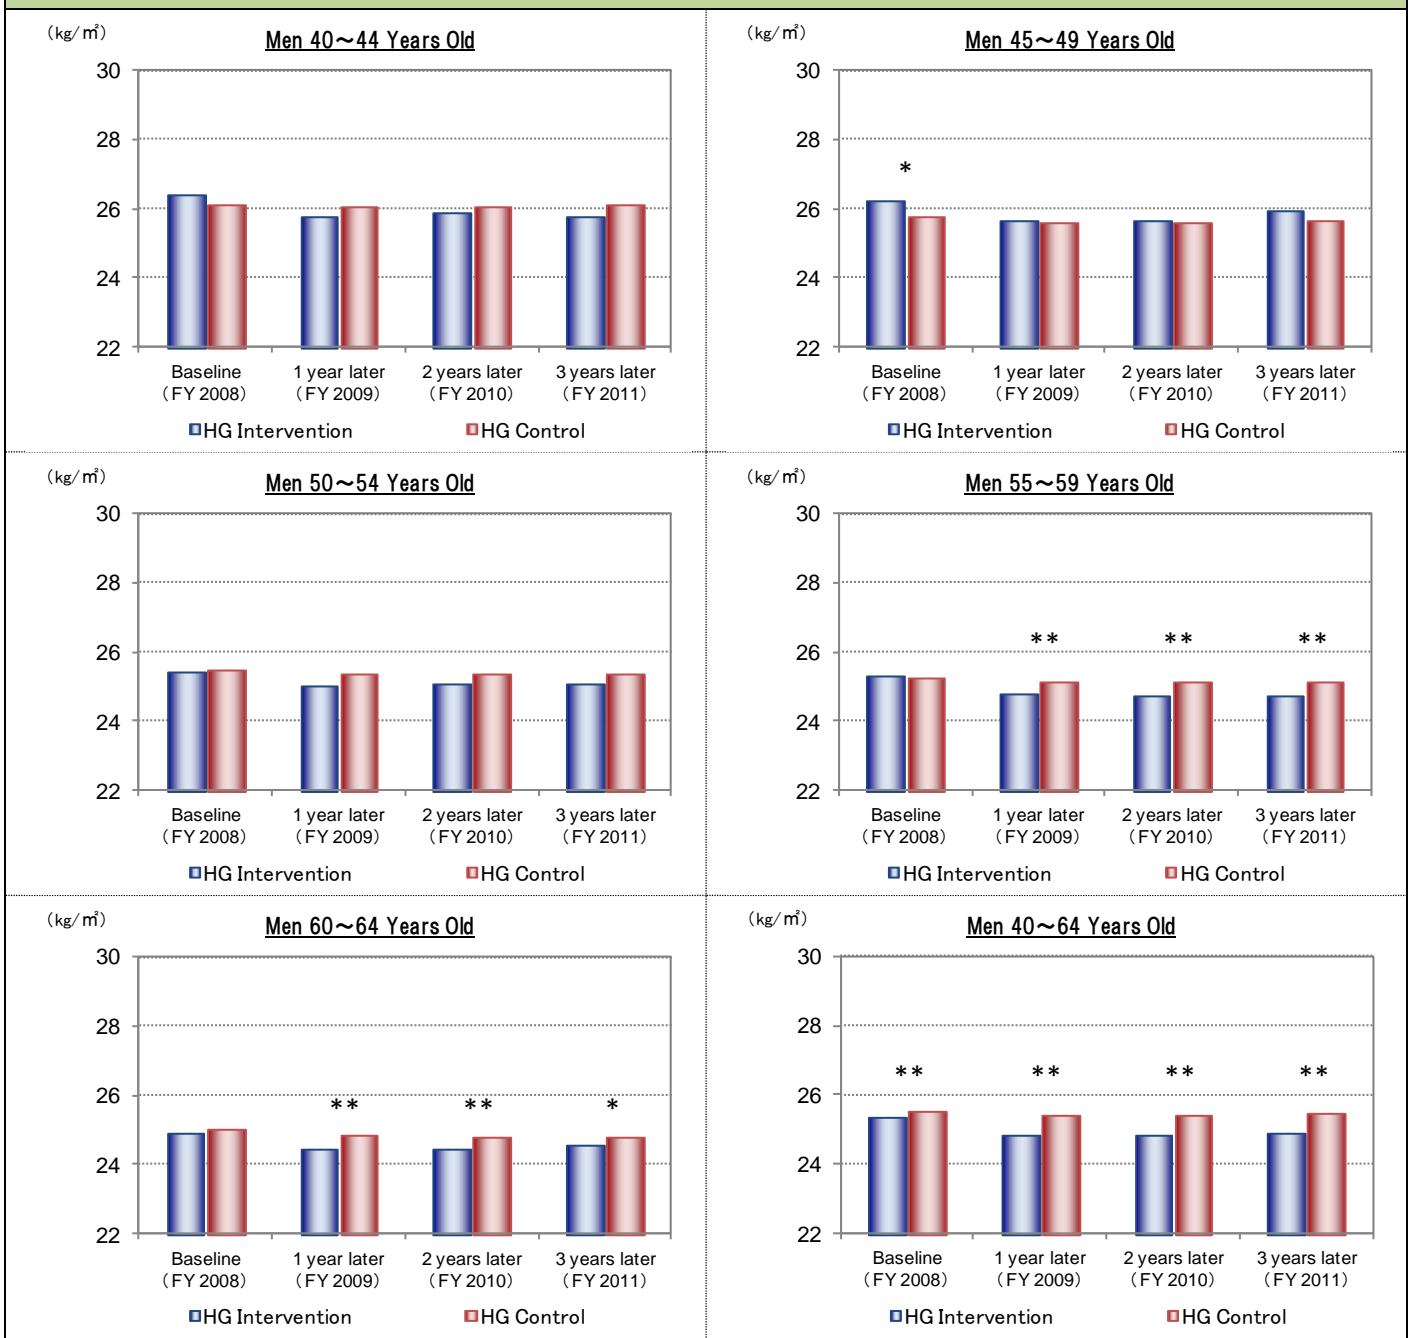 (kg/㎡)
Men 40～44 Years Old
30
28
26
24
22
Baseline
(FY 2008)
1 year later
(FY 2009)
2 years later
(FY 2010)
3 years later
(FY 2011)
HG Intervention
HG Control
(kg/㎡)
Men 45～49 Years Old
30
28
*
26
24
22
Baseline
(FY 2008)
1 year later
(FY 2009)
2 years later
(FY 2010)
3 years later
(FY 2011)
HG Intervention
HG Control
(kg/㎡)
Men 50～54 Years Old
30
28
26
24
22
Baseline
(FY 2008)
1 year later
(FY 2009)
2 years later
(FY 2010)
3 years later
(FY 2011)
HG Intervention
HG Control
(kg/㎡)
Men 55～59 Years Old
30
28
** ** **
26
24
22
Baseline
(FY 2008)
1 year later
(FY 2009)
2 years later
(FY 2010)
3 years later
(FY 2011)
HG Intervention
HG Control
(kg/㎡)
Men 60～64 Years Old
30
28
26
** ** *
24
22
Baseline
(FY 2008)
1 year later
(FY 2009)
2 years later
(FY 2010)
3 years later
(FY 2011)
HG Intervention
HG Control
(kg/㎡)
Men 40～64 Years Old
30
28
** ** ** **
26
24
22
Baseline
(FY 2008)
1 year later
(FY 2009)
2 years later
(FY 2010)
3 years later
(FY 2011)
HG Intervention
HG Control